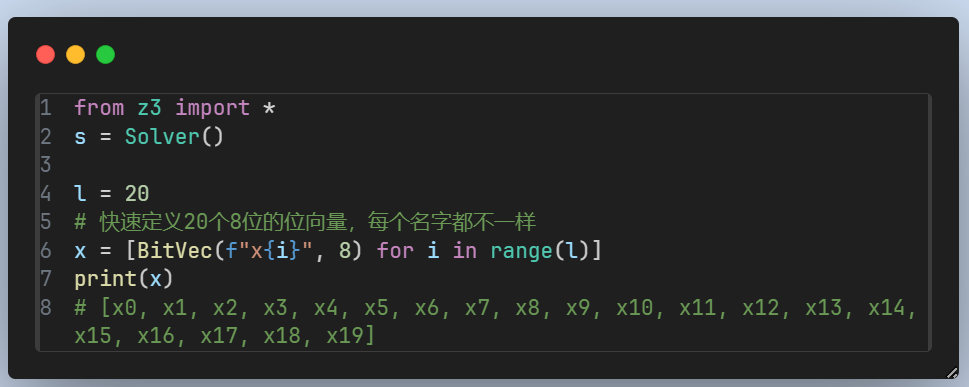 1 from z3 import *
2 s = Solver()
3
4 l = 20
5 # 快速定义20个8位的位向量，每个名字都不一样
6 x = [BitVec(f"x{i}", 8) for i in range(l)]
7 print(x)
8 # [x0, x1, x2, x3, x4, x5, x6, x7, x8, x9, x10, x11, x12, x13, x14,
x15, x16, x17, x18, x19]